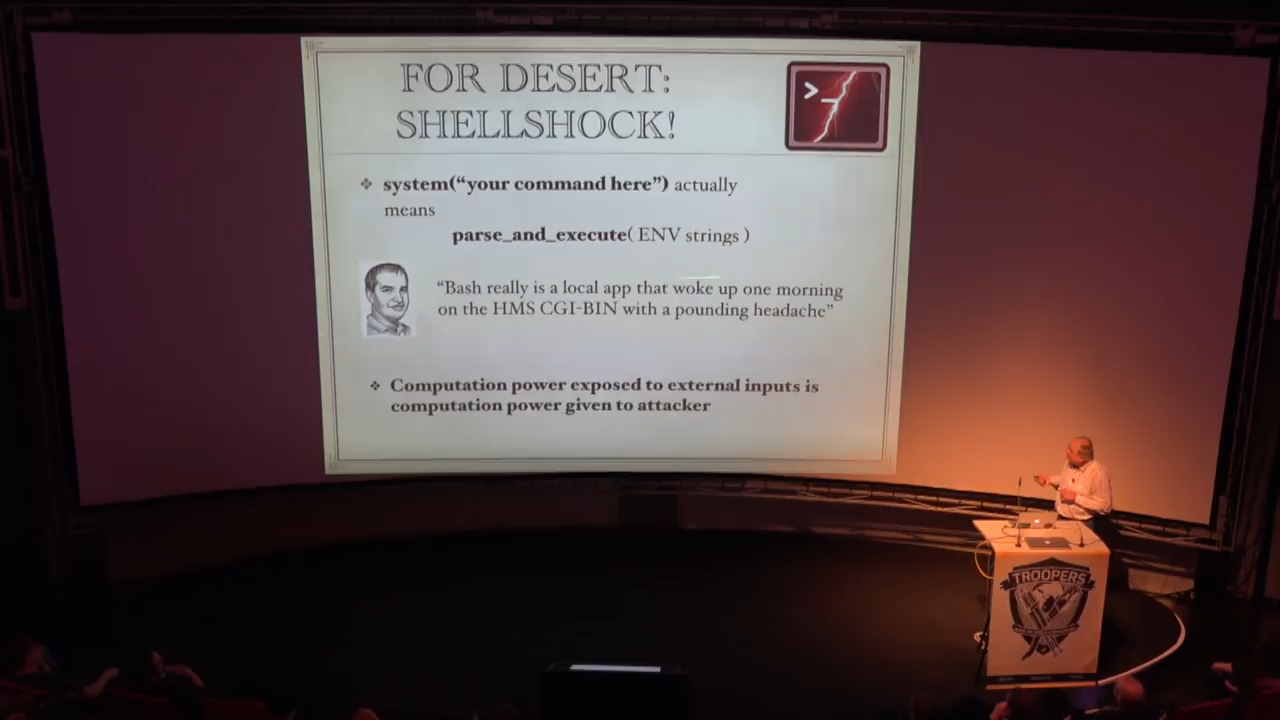 FOR DESERT:
SHELLSHOCK!
>_
❖ system(“your command here”) actually
means
parse_and_execute( ENV strings )
“Bash really is a local app that woke up one morning
on the HMS CGI-BIN with a pounding headache”
❖ Computation power exposed to external inputs is
computation power given to attacker
TROOPERS